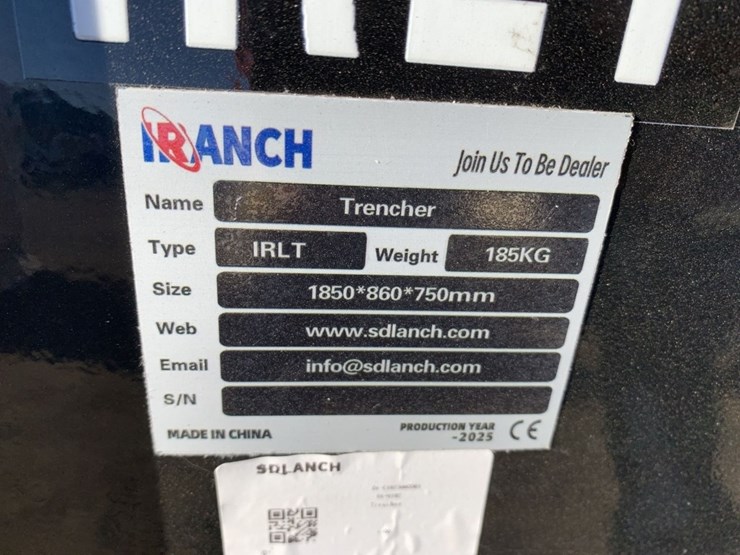 IRLT
IRANCH
Join Us To Be Dealer
Name Trencher
Type IRLT Weight 185KG
Size 1850*860*750mm
Web www.sdlanch.com
Email info@sdlanch.com
S/N
MADE IN CHINA PRODUCTION YEAR
-2025 CE
SDLANCH